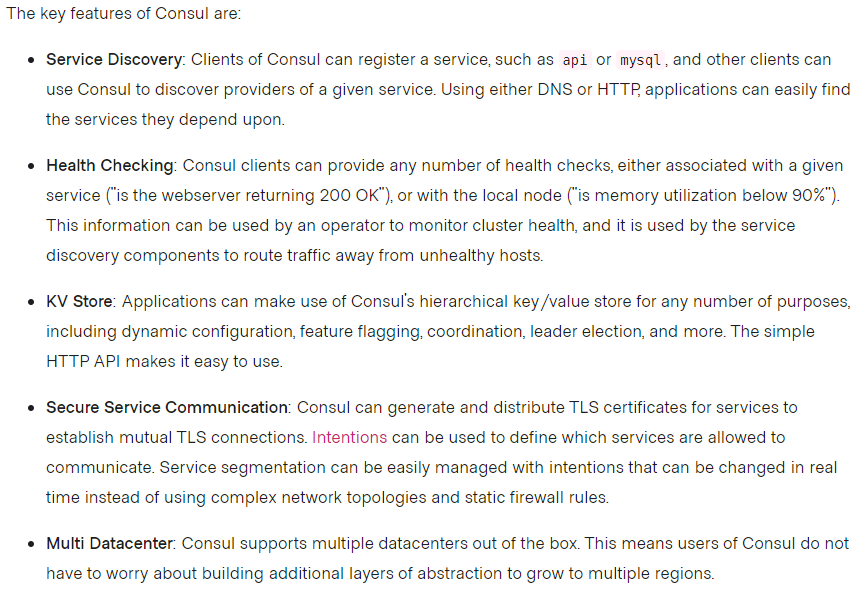 The key features of Consul are:
• Service Discovery: Clients of Consul can register a service, such as api or mysql, and other clients can
use Consul to discover providers of a given service. Using either DNS or HTTP, applications can easily find
the services they depend upon.
• Health Checking: Consul clients can provide any number of health checks, either associated with a given
service ("is the webserver returning 200 OK"), or with the local node ("is memory utilization below 90%").
This information can be used by an operator to monitor cluster health, and it is used by the service
discovery components to route traffic away from unhealthy hosts.
• KV Store: Applications can make use of Consul's hierarchical key/value store for any number of purposes,
including dynamic configuration, feature flagging, coordination, leader election, and more. The simple
HTTP API makes it easy to use.
• Secure Service Communication: Consul can generate and distribute TLS certificates for services to
establish mutual TLS connections. Intentions can be used to define which services are allowed to
communicate. Service segmentation can be easily managed with intentions that can be changed in real
time instead of using complex network topologies and static firewall rules.
• Multi Datacenter: Consul supports multiple datacenters out of the box. This means users of Consul do not
have to worry about building additional layers of abstraction to grow to multiple regions.